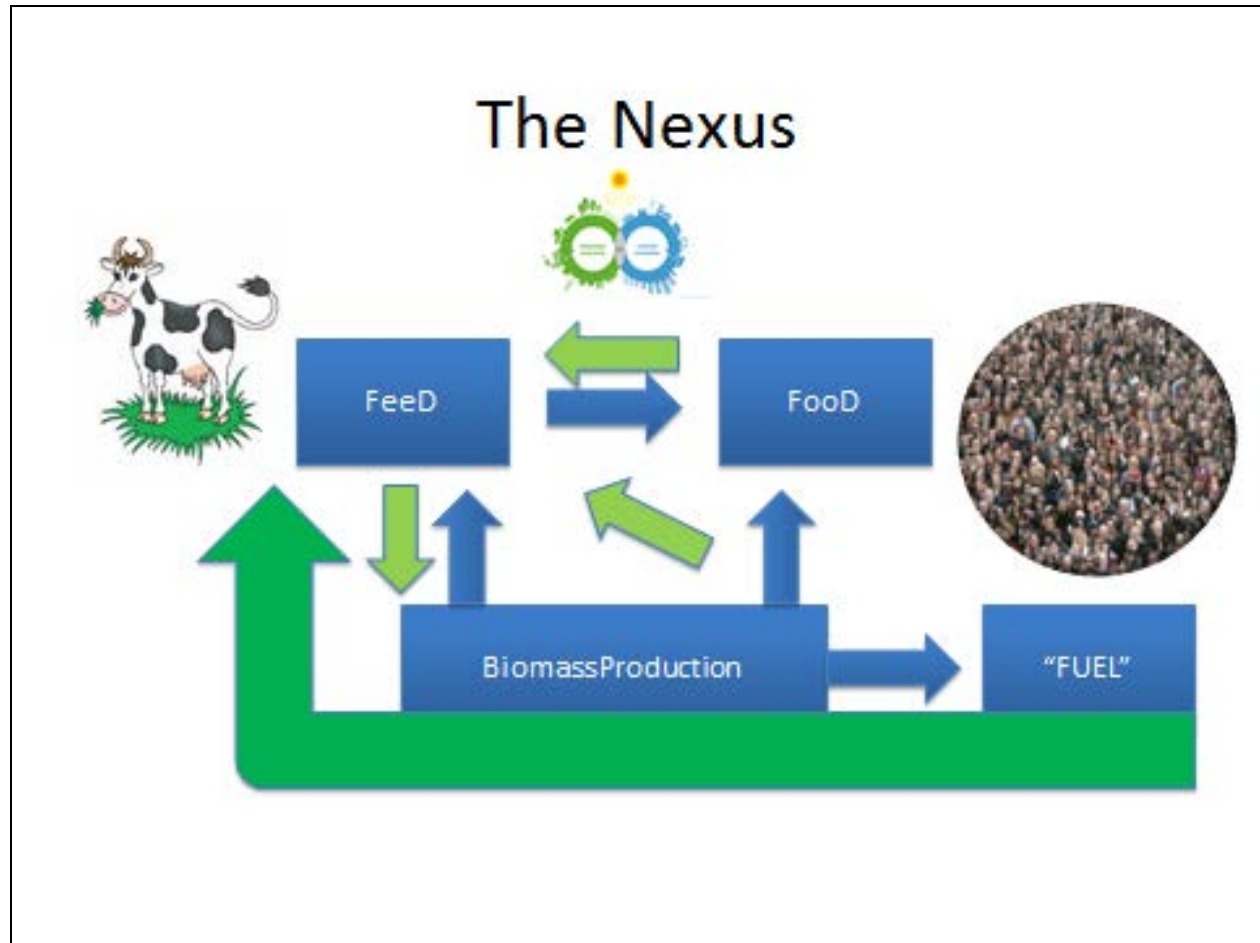 The Nexus
FeeD
FooD
BiomassProduction
“FUEL”